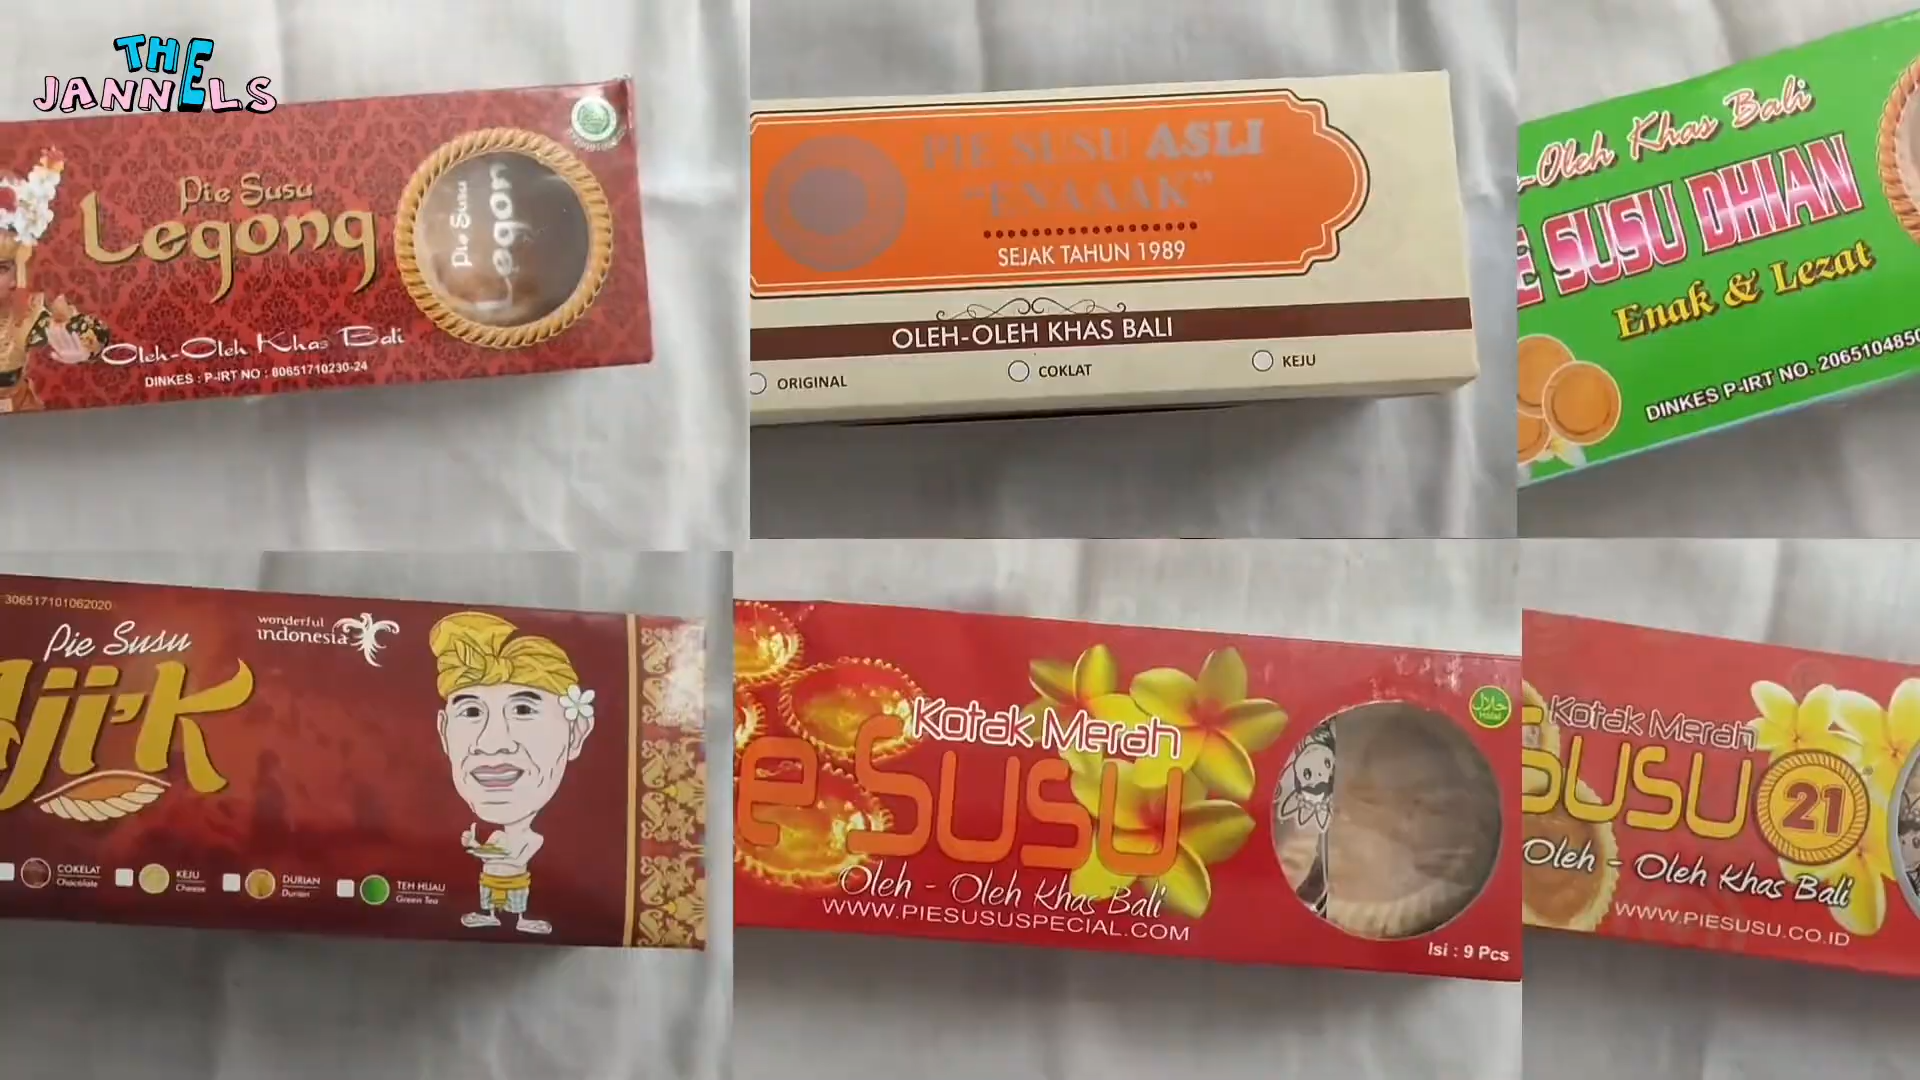 THE
JANNELS
Pie Susu
Legong
Pie Susu
Legong
Oleh-Oleh Khas Bali
DINKES : P-IRT NO : 80651710230-24
PIE SUSU ASLI
"ENAAAK"
SEJAK TAHUN 1989
OLEH-OLEH KHAS BALI
ORIGINAL
COKLAT
KEJU
-Oleh Khas Bali
E SUSU DHIAN
Enak & Lezat
DINKES P-IRT NO. 2065104850
306517101062020
Pie Susu
Aji'K
wonderful
indonesia
COKELAT
Chocolate
KEJU
Cheese
DURIAN
Durian
TEH HIJAU
Green Tea
Kotak Merah
e Susu
Oleh - Oleh Khas Bali
WWW.PIESUSUSPECIAL.COM
حلال
Halal
Isi : 9 Pcs
Kotak Merah
SUSU 21
Oleh - Oleh Khas Bali
WWW.PIESUSU.CO.ID